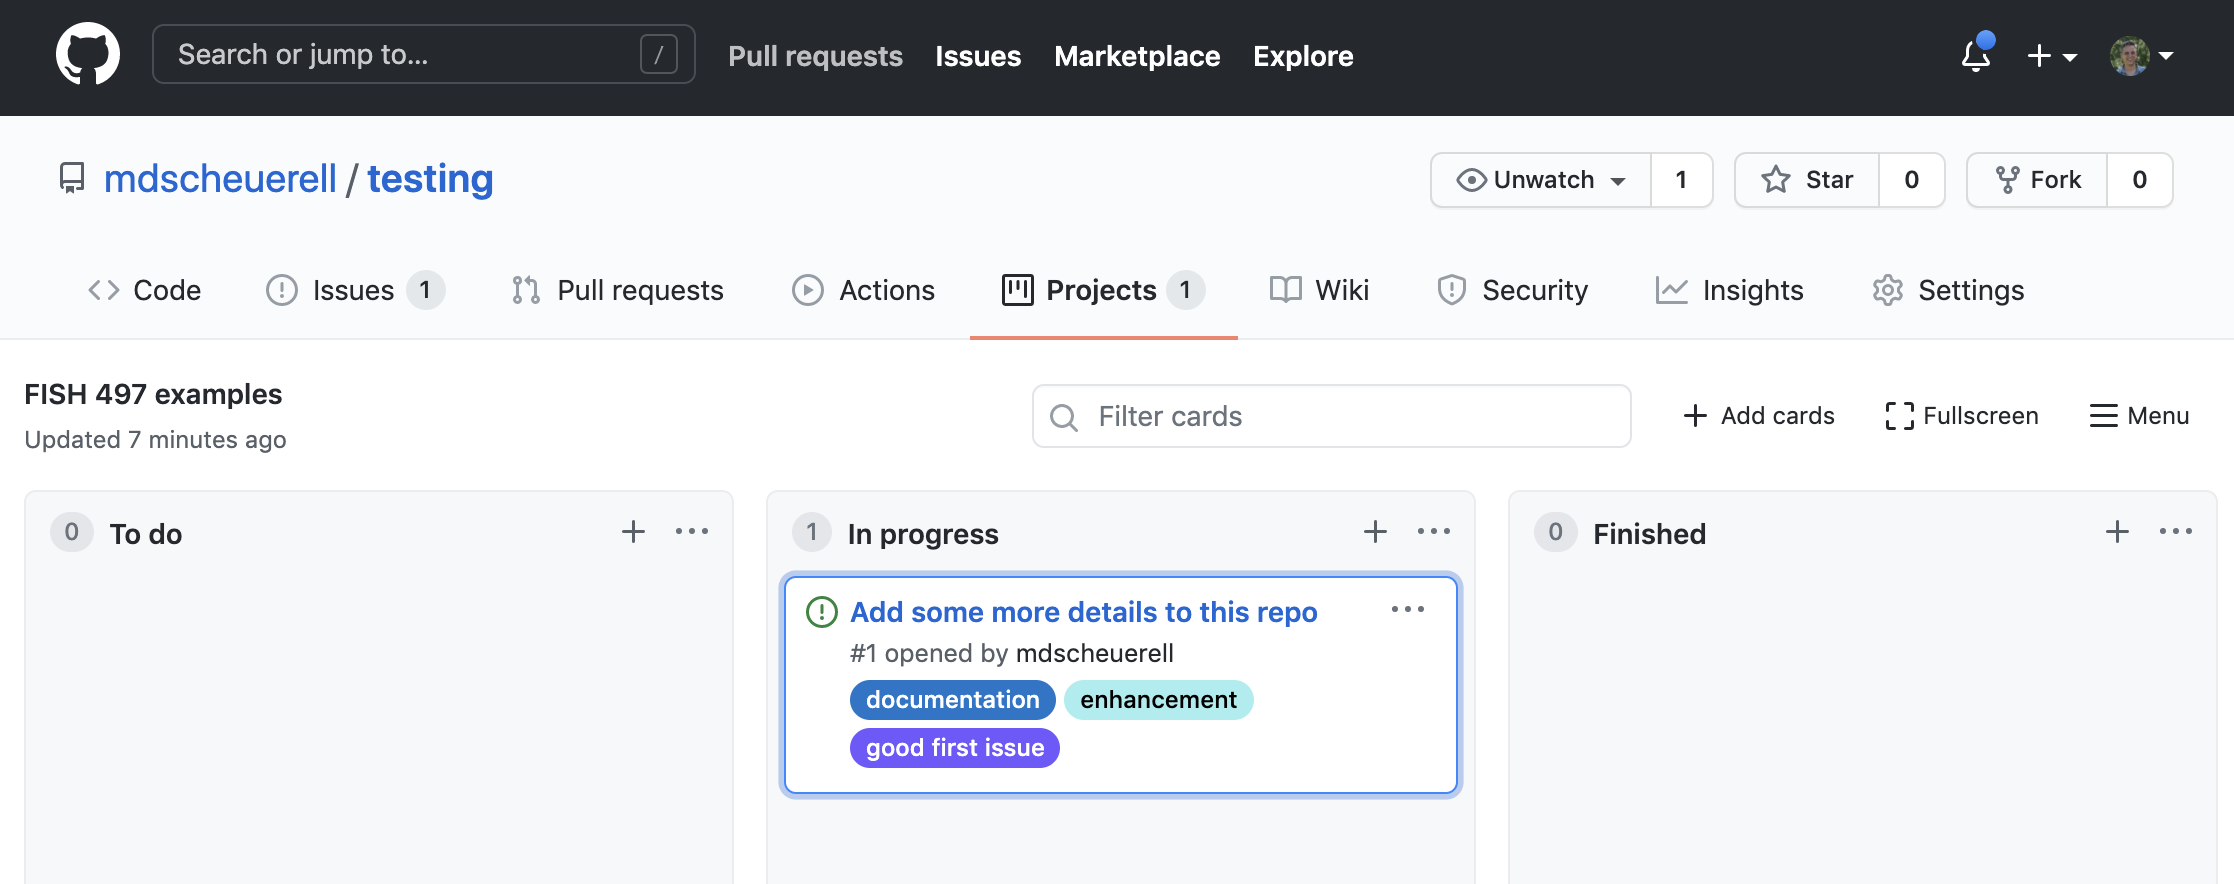 Search or jump to... / Pull requests Issues Marketplace Explore
mdscheuerell / testing Unwatch 1 Star 0 Fork 0
Code Issues 1 Pull requests Actions Projects 1 Wiki Security Insights Settings
FISH 497 examples
Updated 7 minutes ago
Filter cards Add cards Fullscreen Menu
0 To do
1 In progress
Add some more details to this repo
#1 opened by mdscheuerell
documentation enhancement
good first issue
0 Finished